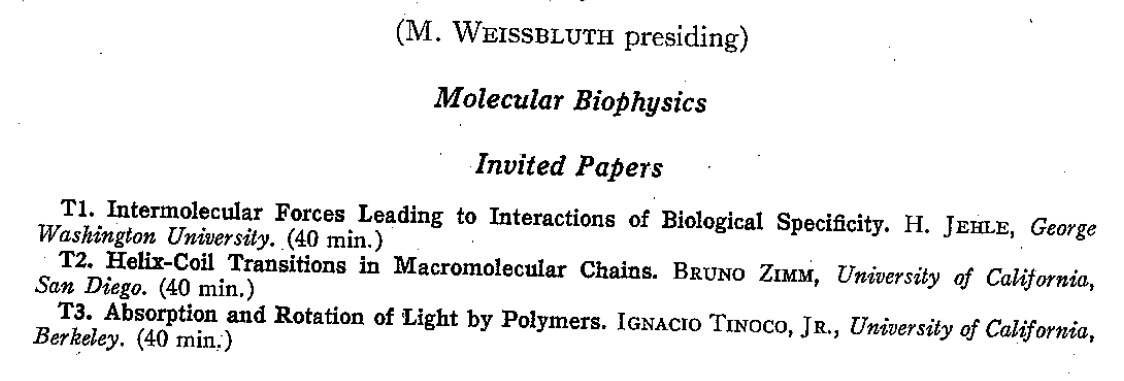 (M. WEISSBLUTH presiding)
Molecular Biophysics
Invited Papers
T1. Intermolecular Forces Leading to Interactions of Biological Specificity. H. JEHLE, George
Washington University. (40 min.)
T2. Helix-Coil Transitions in Macromolecular Chains. BRUNO ZIMM, University of California,
San Diego. (40 min.)
T3. Absorption and Rotation of Light by Polymers. IGNACIO TINOCO, JR., University of California,
Berkeley. (40 min.)